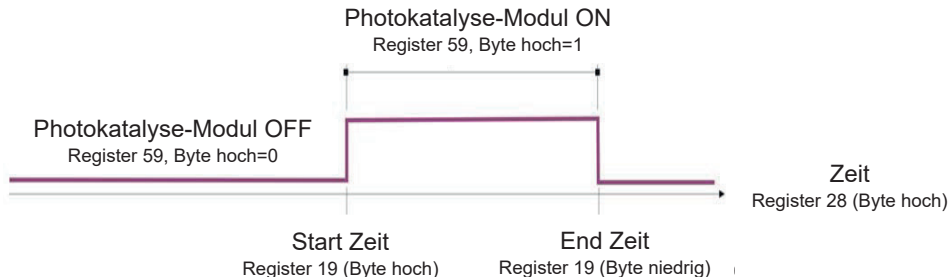 Photokatalyse-Modul ON
Register 59, Byte hoch=1
Photokatalyse-Modul OFF
Register 59, Byte hoch=0
Zeit
Register 28 (Byte hoch)
Start Zeit
Register 19 (Byte hoch)
End Zeit
Register 19 (Byte niedrig)